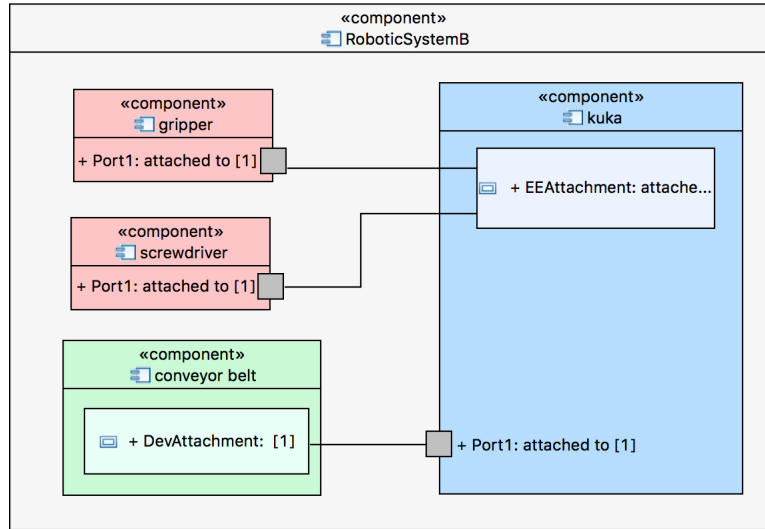 «component»
RoboticSystemB
«component»
gripper
+ Port1: attached to [1]
«component»
kuka
+ EEAttachment: attache...
«component»
screwdriver
+ Port1: attached to [1]
«component»
conveyor belt
+ DevAttachment: [1]
+ Port1: attached to [1]